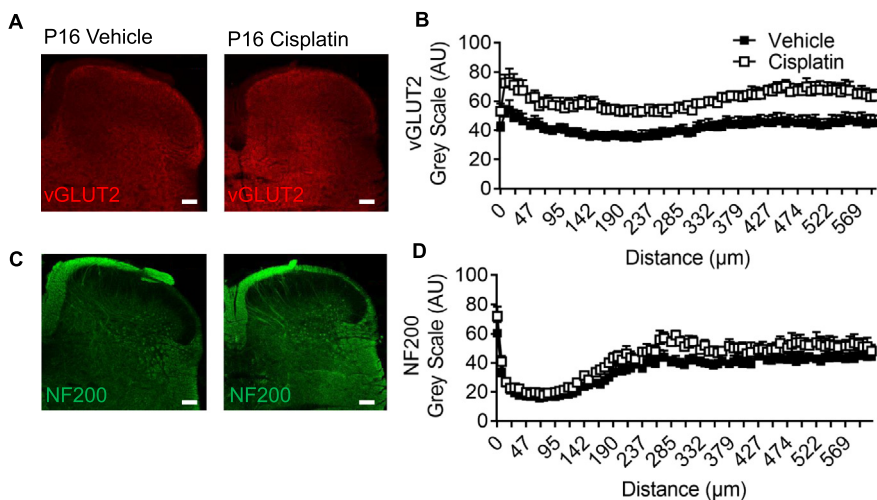 A
P16 Vehicle
P16 Cisplatin
vGLUT2
vGLUT2
B
Vehicle
Cisplatin
vGLUT2
Grey Scale (AU)
100
80
60
40
20
0
0 47 95 142 190 237 285 332 379 427 474 522 569
Distance (µm)
C
NF200
NF200
D
NF200
Grey Scale (AU)
100
80
60
40
20
0
0 47 95 142 190 237 285 332 379 427 474 522 569
Distance (µm)